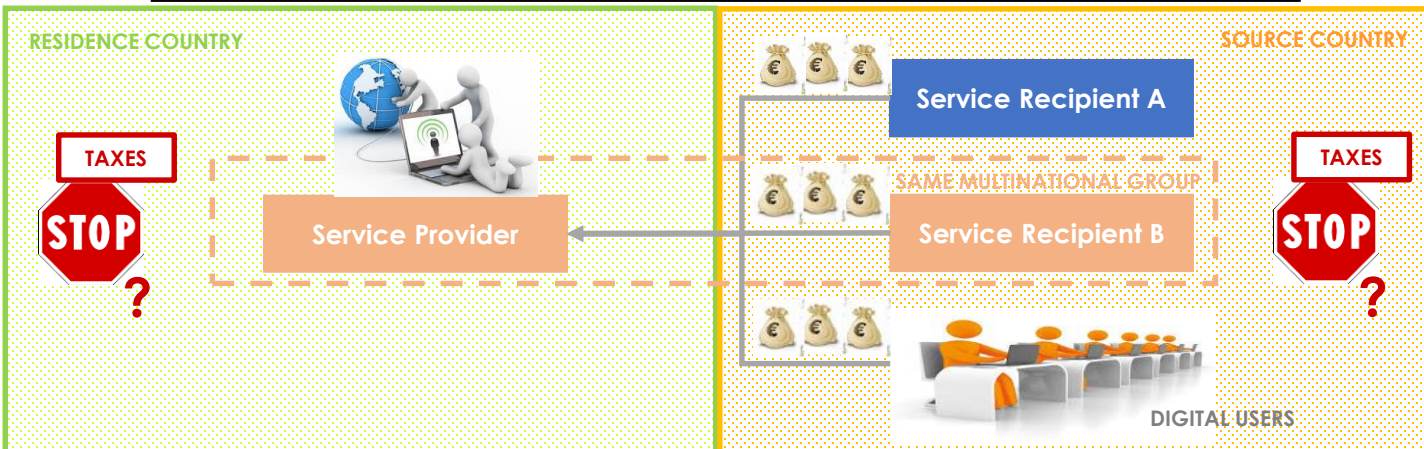 RESIDENCE COUNTRY
SOURCE COUNTRY
€ € €
Service Recipient A
TAXES
TAXES
SAME MULTINATIONAL GROUP
€ € €
STOP
Service Provider
Service Recipient B
STOP
?
?
€ € €
DIGITAL USERS